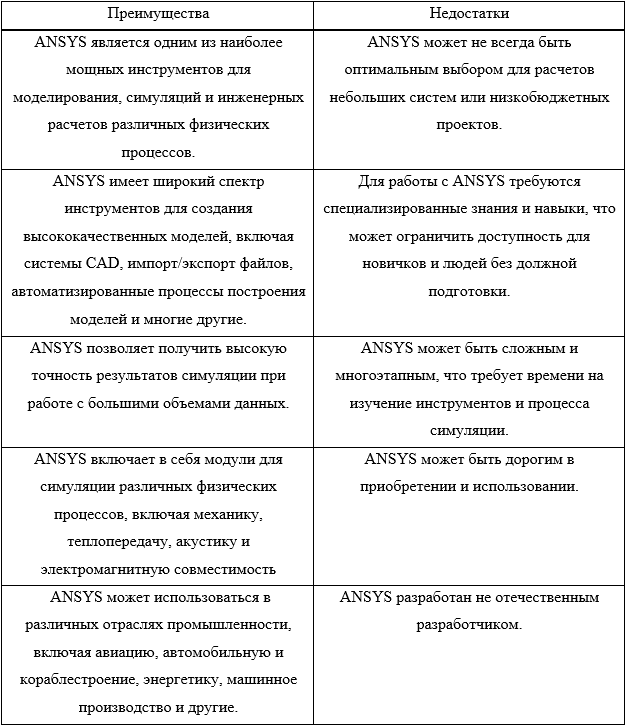 Преимущества
Недостатки
ANSYS является одним из наиболее
мощных инструментов для
моделирования, симуляций и инженерных
расчетов различных физических
процессов.
ANSYS может не всегда быть
оптимальным выбором для расчетов
небольших систем или низкобюджетных
проектов.
ANSYS имеет широкий спектр
инструментов для создания
высококачественных моделей, включая
системы CAD, импорт/экспорт файлов,
автоматизированные процессы построения
моделей и многие другие.
Для работы с ANSYS требуются
специализированные знания и навыки, что
может ограничить доступность для
новичков и людей без должной
подготовки.
ANSYS позволяет получить высокую
точность результатов симуляции при
работе с большими объемами данных.
ANSYS может быть сложным и
многоэтапным, что требует времени на
изучение инструментов и процесса
симуляции.
ANSYS включает в себя модули для
симуляции различных физических
процессов, включая механику,
теплопередачу, акустику и
электромагнитную совместимость
ANSYS может быть дорогим в
приобретении и использовании.
ANSYS может использоваться в
различных отраслях промышленности,
включая авиацию, автомобильную и
кораблестроение, энергетику, машинное
производство и другие.
ANSYS разработан не отечественным
разработчиком.